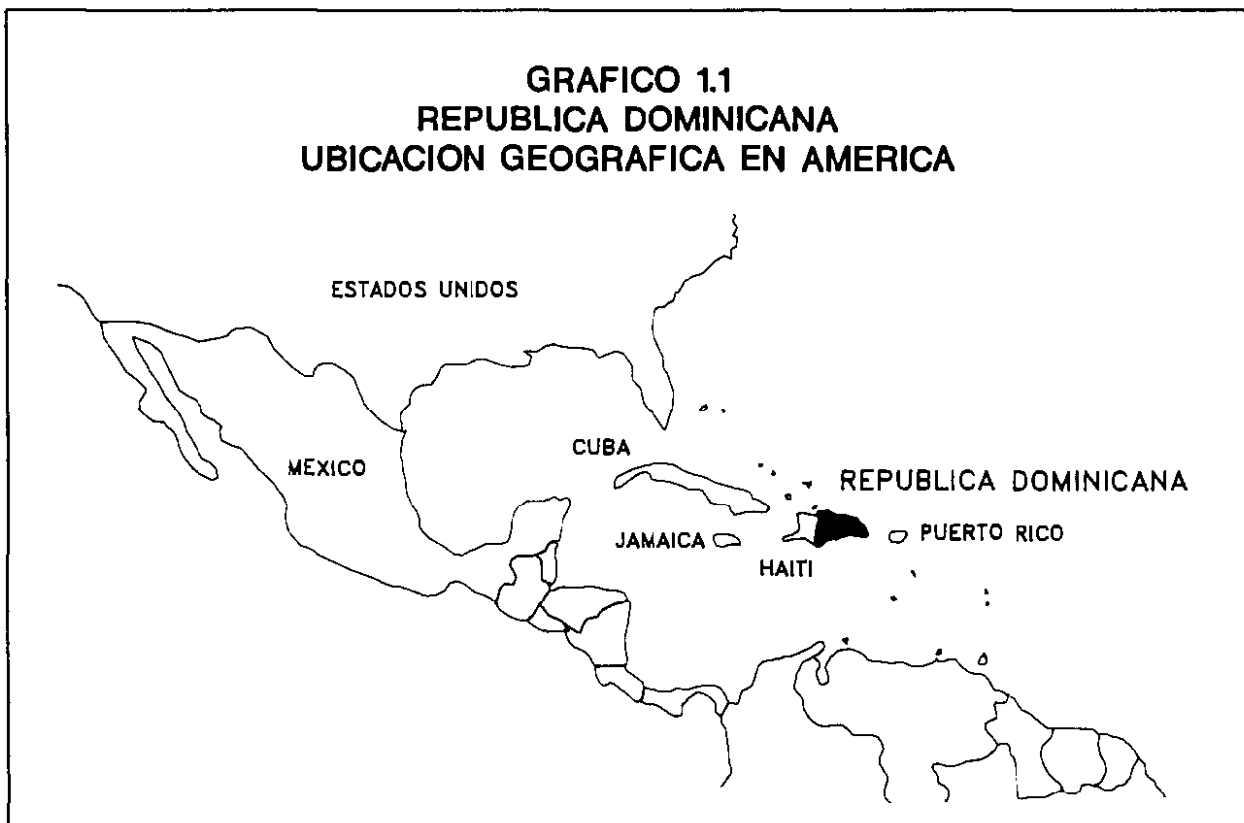 GRAFICO 1.1
REPUBLICA DOMINICANA
UBICACION GEOGRAFICA EN AMERICA
ESTADOS UNIDOS
CUBA
MEXICO
REPUBLICA DOMINICANA
JAMAICA
PUERTO RICO
HAITI